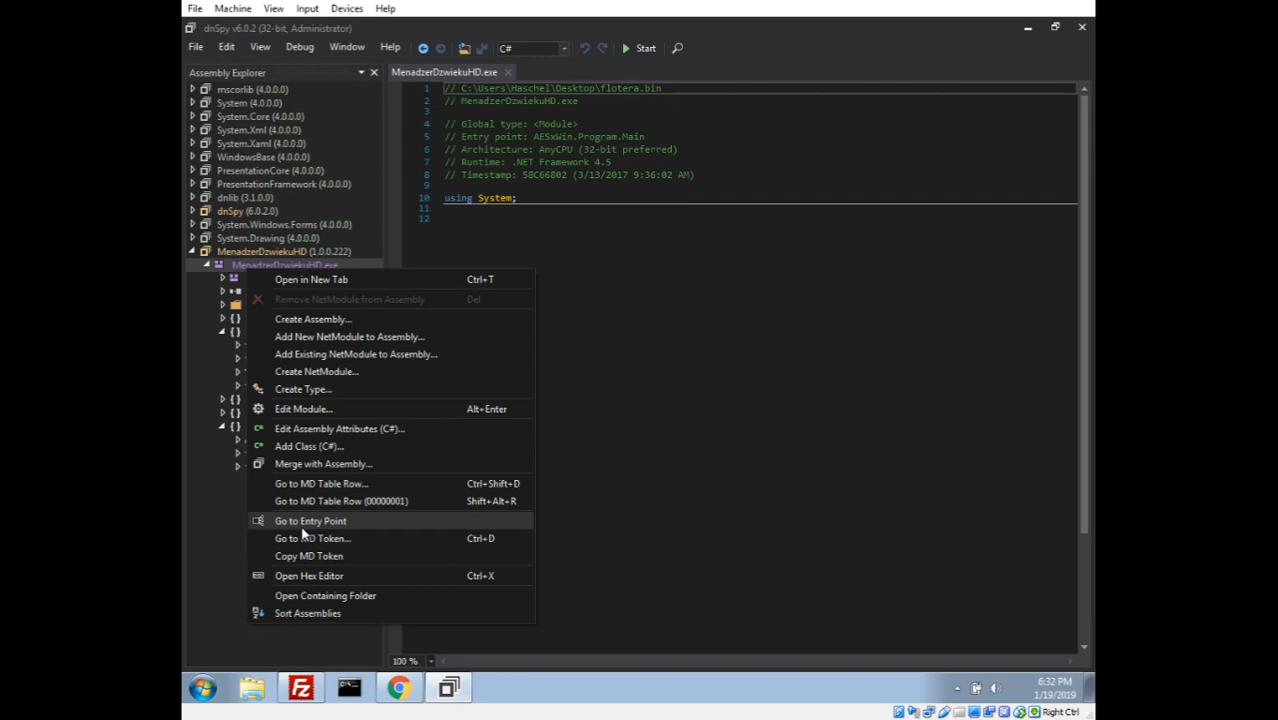 File Machine View Input Devices Help
dnSpy v6.0.2 (32-bit, Administrator)
File Edit View Debug Window Help C# Start
Assembly Explorer
MenadzerDzwiekuHD.exe
mscorlib (4.0.0.0)
System (4.0.0.0)
System.Core (4.0.0.0)
System.Xml (4.0.0.0)
System.Xaml (4.0.0.0)
WindowsBase (4.0.0.0)
PresentationCore (4.0.0.0)
PresentationFramework (4.0.0.0)
dnlib (3.1.0.0)
dnSpy (6.0.2.0)
System.Windows.Forms (4.0.0.0)
System.Drawing (4.0.0.0)
MenadzerDzwiekuHD (1.0.0.222)
MenadzerDzwiekuHD.exe
1 // C:\Users\Haschel\Desktop\flotera.bin
2 // MenadzerDzwiekuHD.exe
3
4 // Global type: <Module>
5 // Entry point: AESxWin.Program.Main
6 // Architecture: AnyCPU (32-bit preferred)
7 // Runtime: .NET Framework 4.5
8 // Timestamp: 58C66802 (3/13/2017 9:36:02 AM)
9
10 using System;
11
12
Open in New Tab Ctrl+T
Remove NetModule from Assembly Del
Create Assembly...
Add New NetModule to Assembly...
Add Existing NetModule to Assembly...
Create NetModule...
Create Type...
Edit Module... Alt+Enter
Edit Assembly Attributes (C#)...
Add Class (C#)...
Merge with Assembly...
Go to MD Table Row... Ctrl+Shift+D
Go to MD Table Row (00000001) Shift+Alt+R
Go to Entry Point
Go to MD Token... Ctrl+D
Copy MD Token
Open Hex Editor Ctrl+X
Open Containing Folder
Sort Assemblies
100 %
6:32 PM
1/19/2019
Right Ctrl